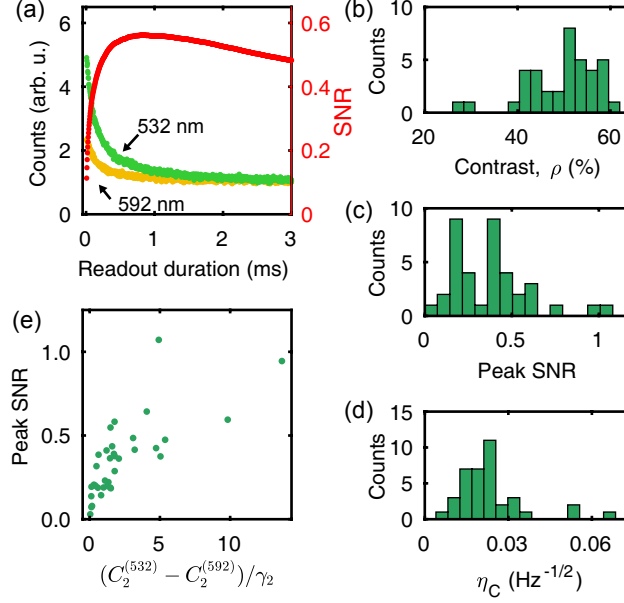 (a)
6
4
2
0
Counts (arb. u.)
532 nm
592 nm
0.6
0.4
0.2
0
SNR
0
1
2
3
Readout duration (ms)
(b)
10
5
0
Counts
20
40
60
Contrast, ρ (%)
(c)
10
5
0
Counts
0
0.5
1
Peak SNR
(e)
1.0
0.5
0.0
Peak SNR
0
5
10
(C₂⁽⁵³²⁾ − C₂⁽⁵⁹²⁾)/γ₂
(d)
15
10
5
0
Counts
0
0.03
0.06
η_C (Hz^-1/2)